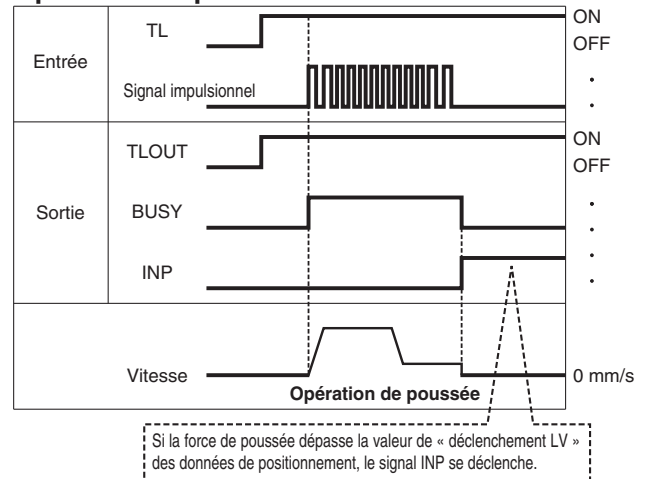 TL
ON
OFF
Entrée
Signal impulsionnel
TLOUT
ON
OFF
Sortie
BUSY
INP
Vitesse
0 mm/s
Opération de poussée
Si la force de poussée dépasse la valeur de « déclenchement LV »
des données de positionnement, le signal INP se déclenche.